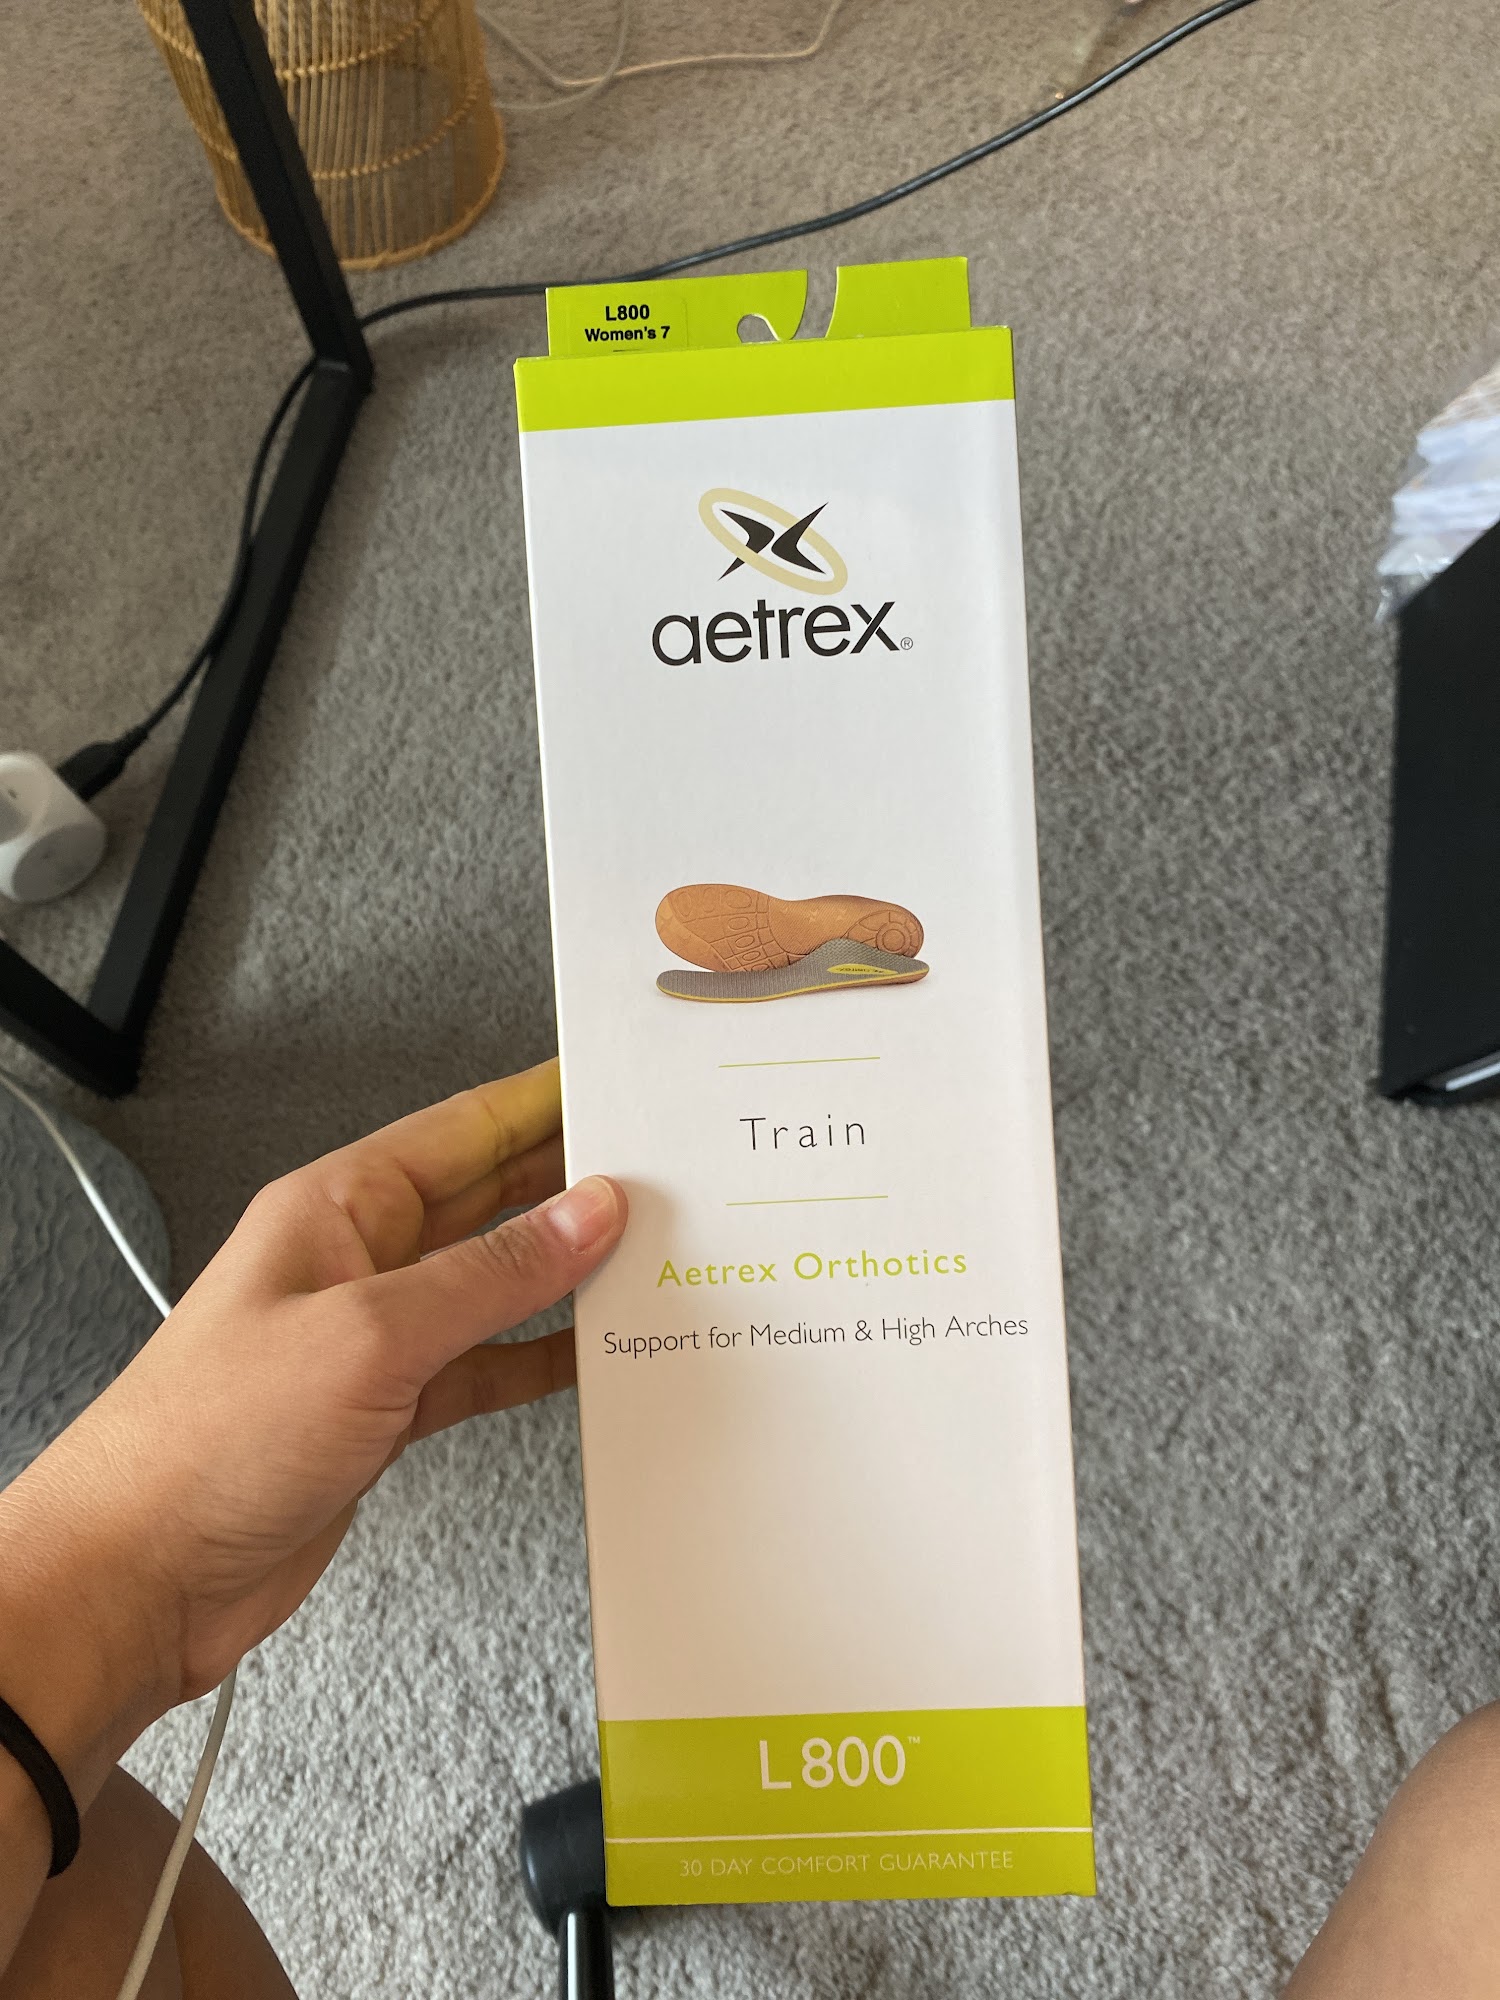 L800
Women's 7
aetrex®
Train
Aetrex Orthotics
Support for Medium & High Arches
L800™
30 DAY COMFORT GUARANTEE